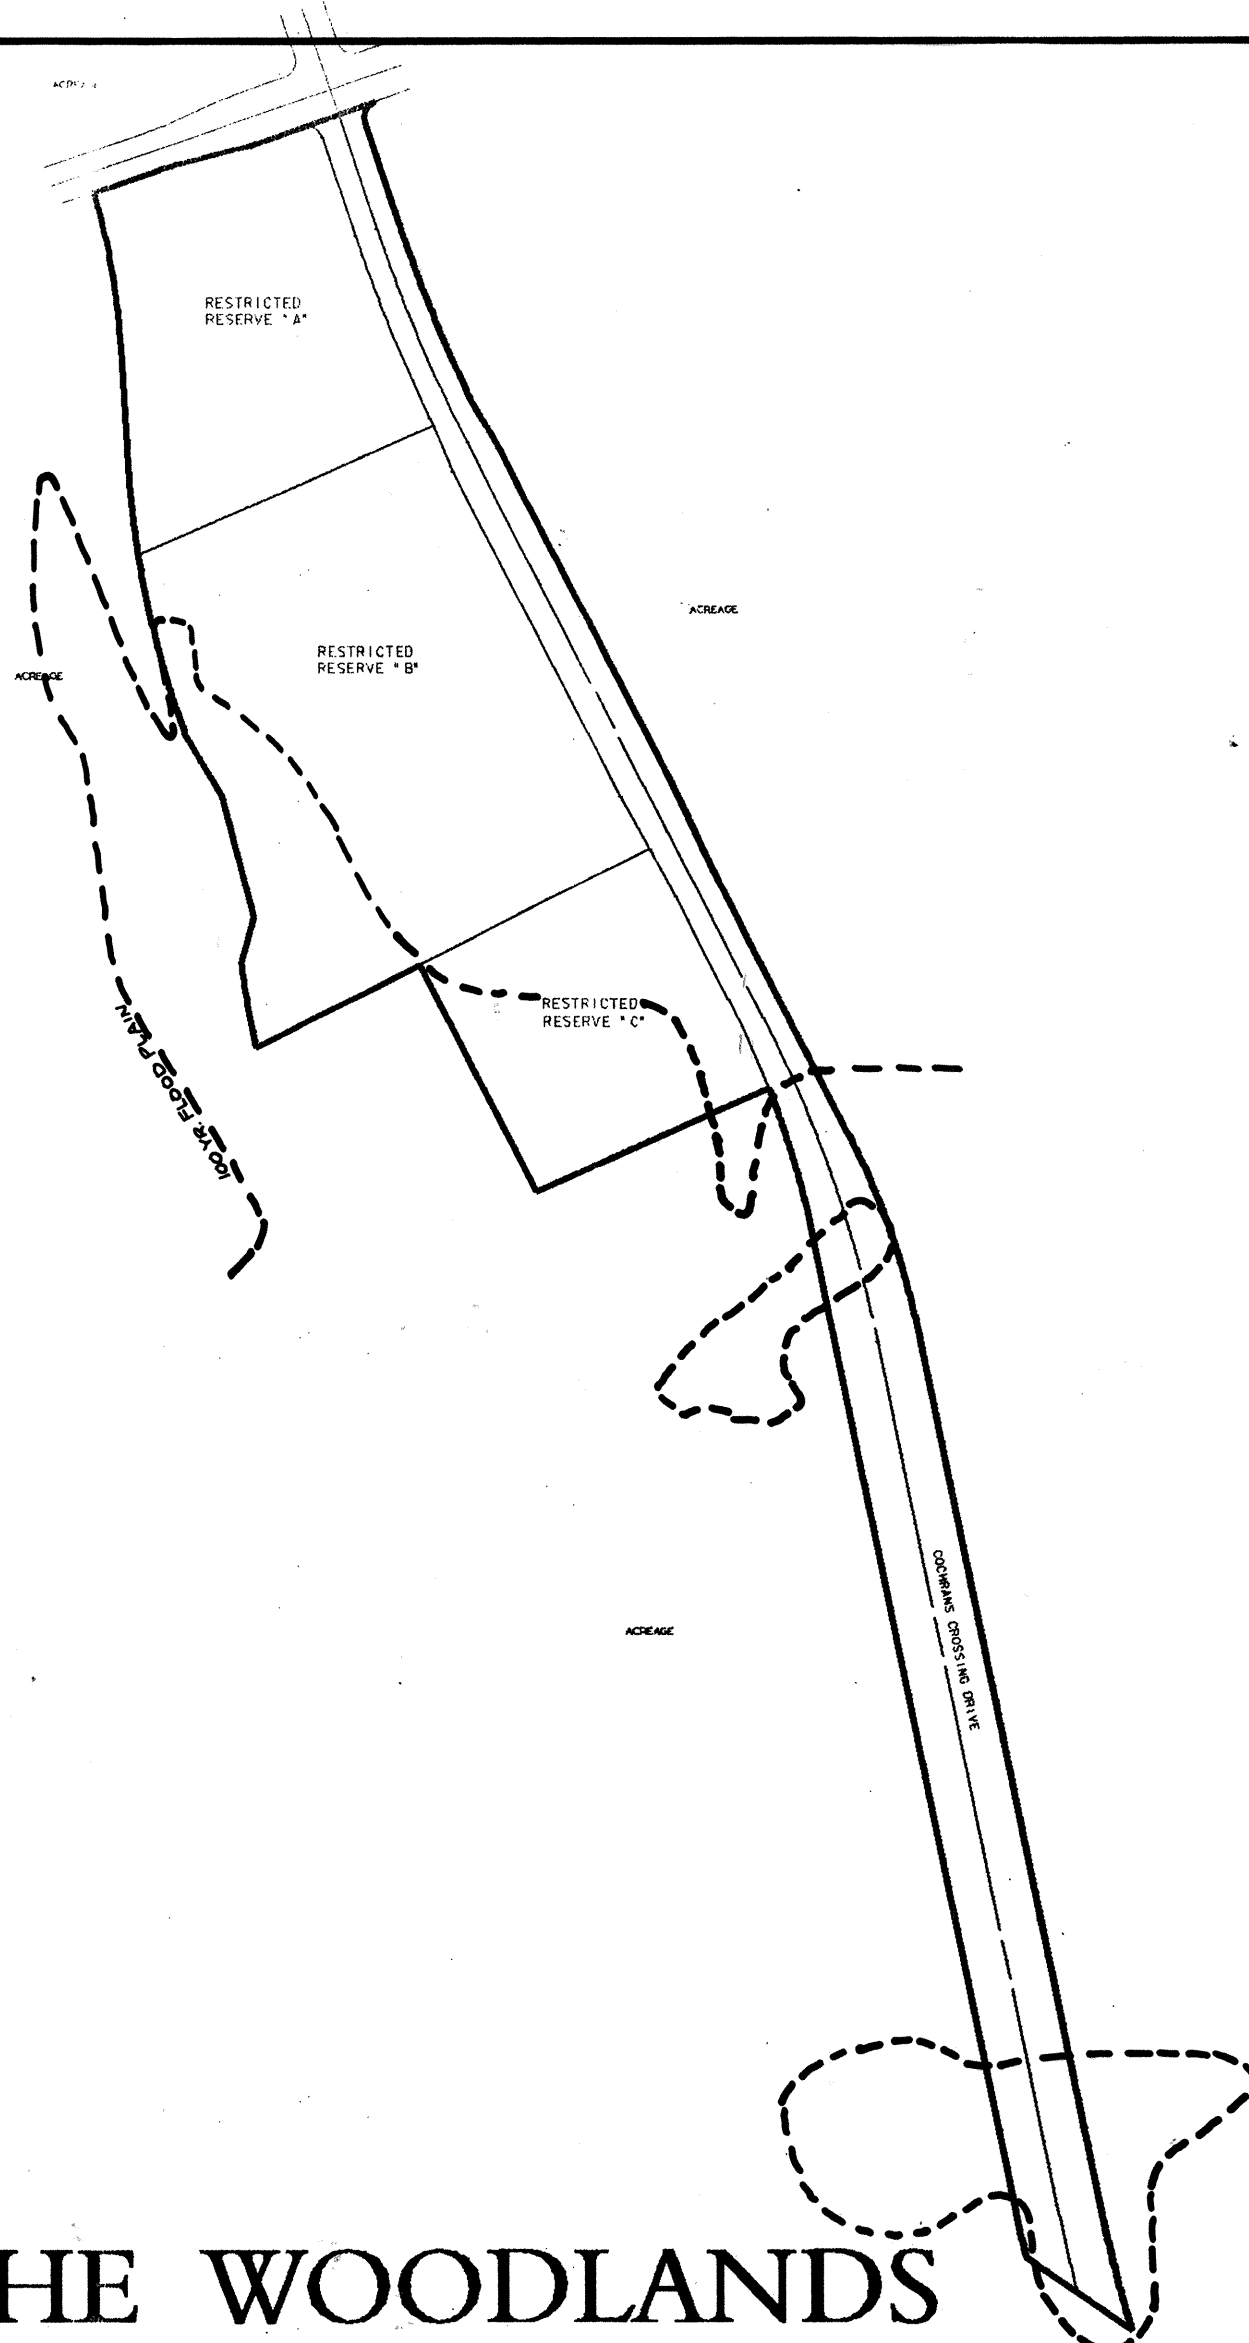 RESTRICTED
RESERVE "A"
ACREAGE
RESTRICTED
RESERVE "B"
ACREAGE
RESTRICTED
RESERVE "C"
100 YR. FLOOD PLAIN
COCHRANS CROSSING DRIVE
ACREAGE
HE WOODLANDS